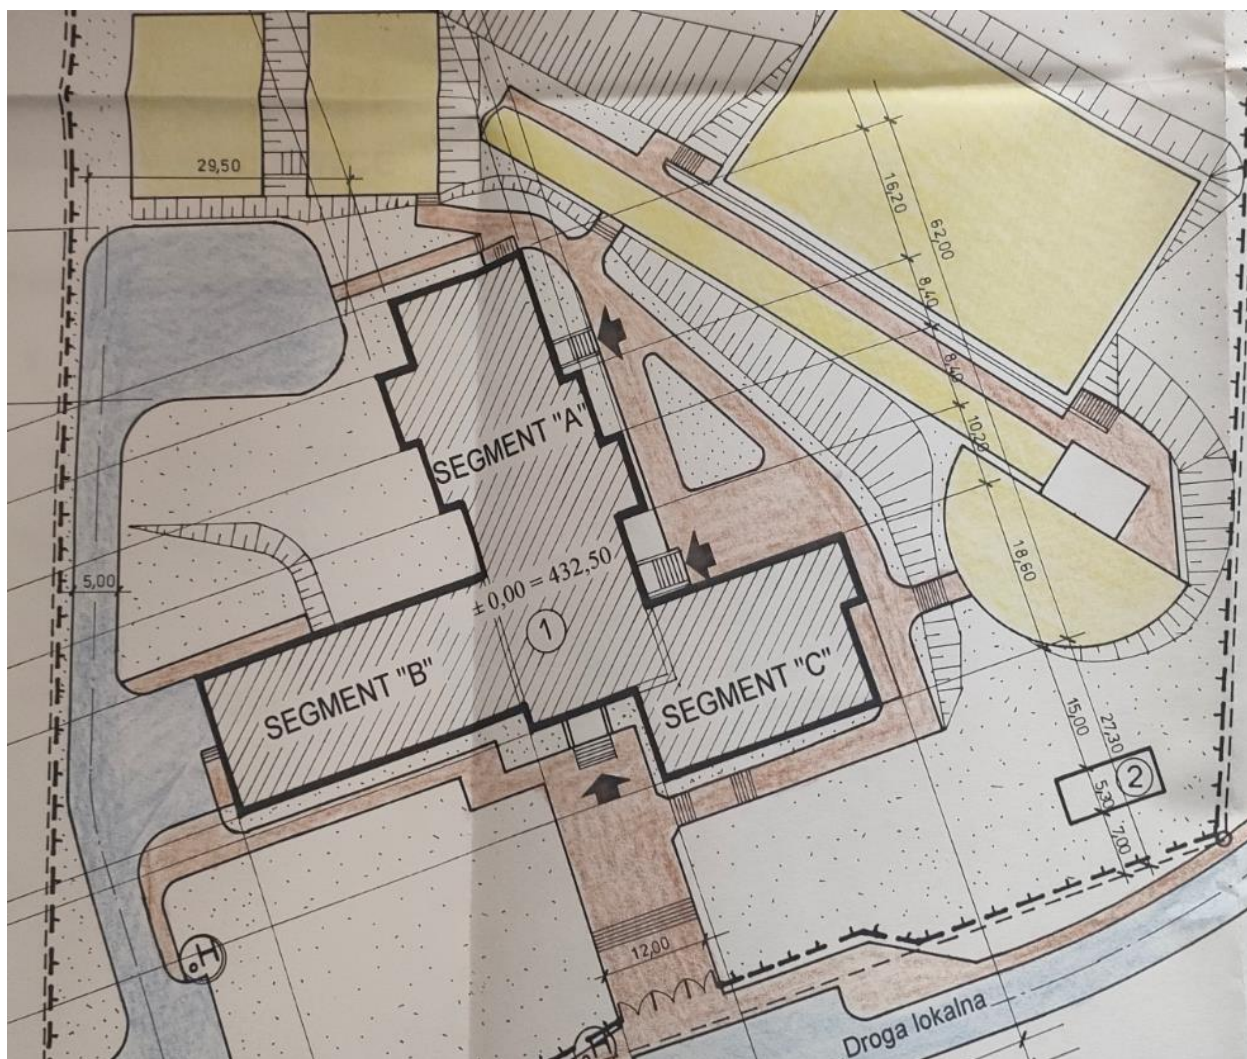 29,50
16,20
62,00
8,40
8,40
10,20
SEGMENT "A"
5,00
± 0,00 = 432,50
18,60
1
SEGMENT "B"
SEGMENT "C"
15,00
27,30
2
5,30
7,00
H
12,00
H
Droga lokalna